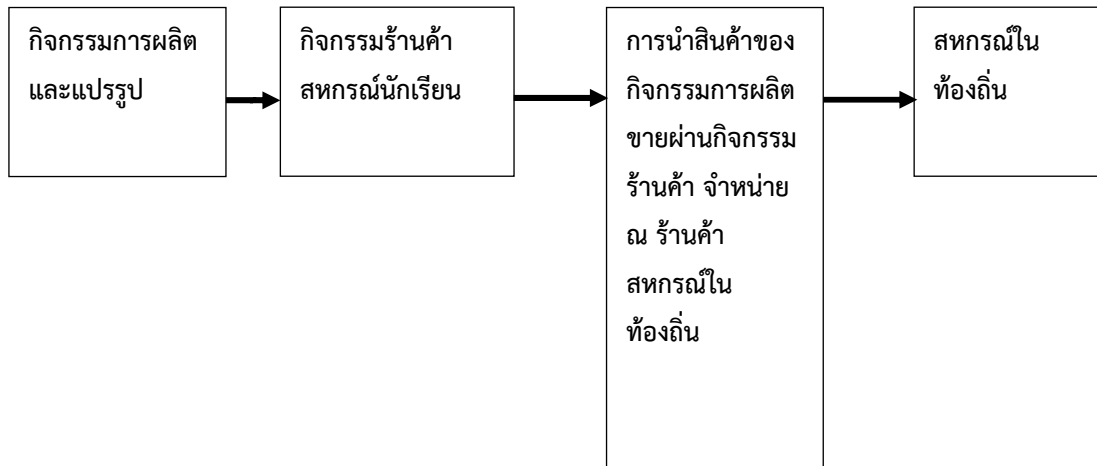 กิจกรรมการผลิต
และแปรรูป
กิจกรรมร้านค้า
สหกรณ์นักเรียน
การนำสินค้าของ
กิจกรรมการผลิต
ขายผ่านกิจกรรม
ร้านค้า จำหน่าย
ณ ร้านค้า
สหกรณ์ใน
ท้องถิ่น
สหกรณ์ใน
ท้องถิ่น